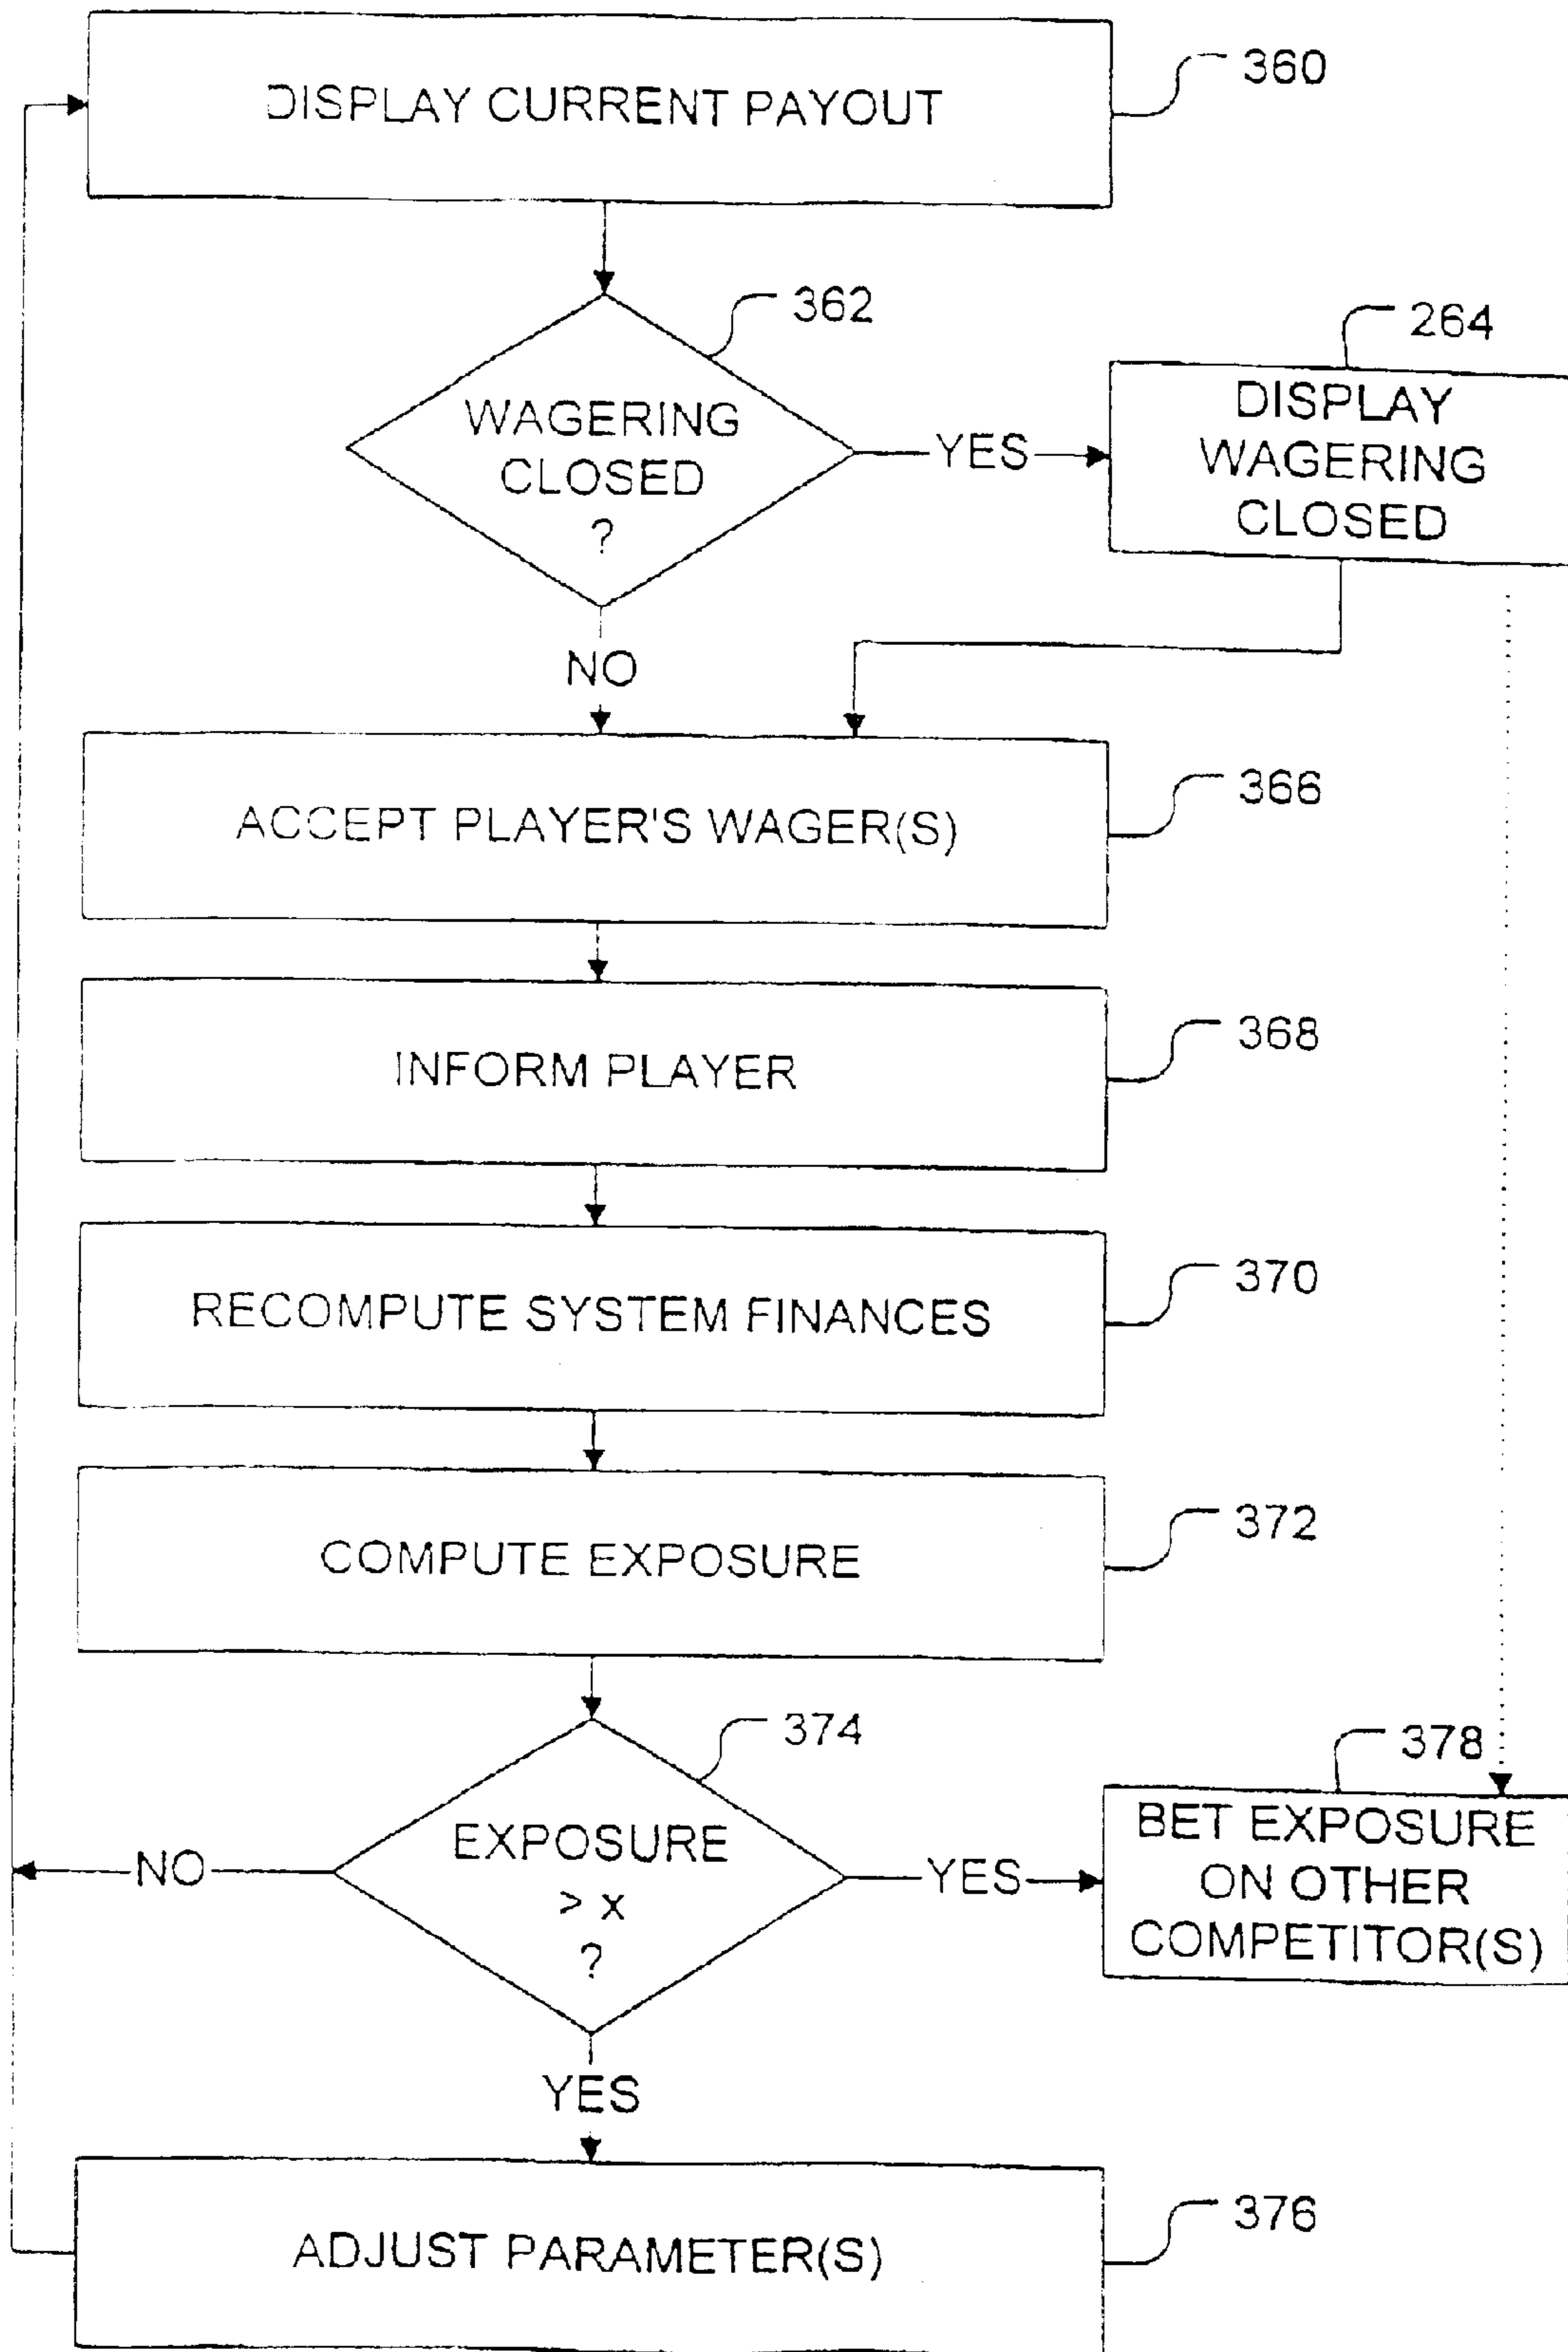 DISPLAY CURRENT PAYOUT
360
362
WAGERING
CLOSED
?
YES
264
DISPLAY
WAGERING
CLOSED
NO
ACCEPT PLAYER'S WAGER(S)
366
INFORM PLAYER
368
RECOMPUTE SYSTEM FINANCES
370
COMPUTE EXPOSURE
372
374
EXPOSURE
> x
?
NO
YES
378
BET EXPOSURE
ON OTHER
COMPETITOR(S)
YES
ADJUST PARAMETER(S)
376